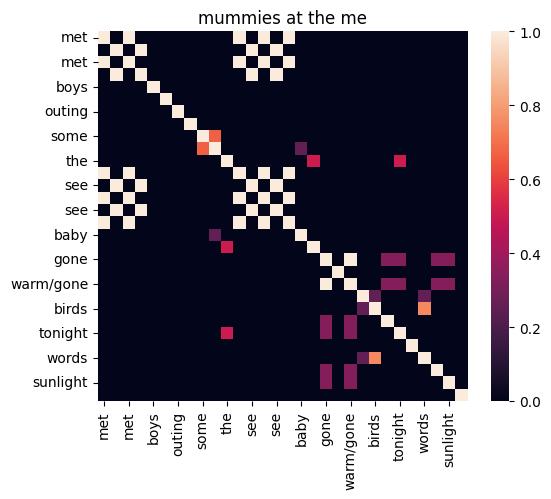 mummies at the me
met
met
boys
outing
some
the
see
see
baby
gone
warm/gone
birds
tonight
words
sunlight
1.0
0.8
0.6
0.4
0.2
0.0
met
met
boys
outing
some
the
see
see
baby
gone
warm/gone
birds
tonight
words
sunlight